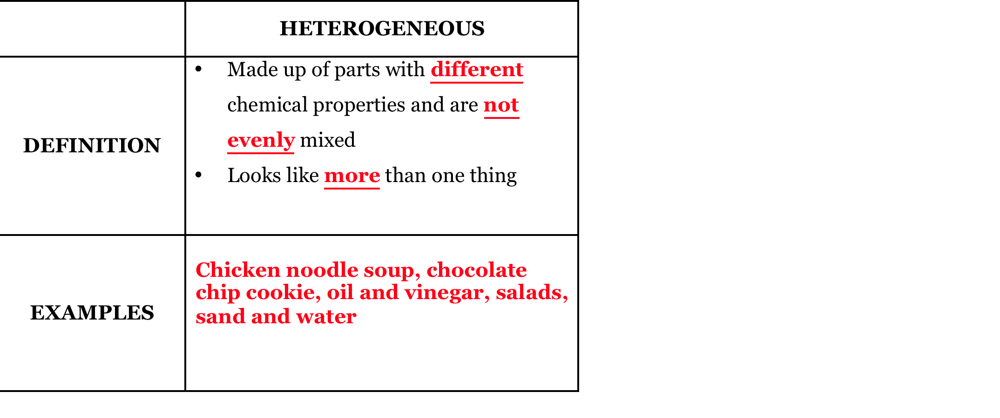 HETEROGENEOUS
DEFINITION
• Made up of parts with different
chemical properties and are not
evenly mixed
• Looks like more than one thing
EXAMPLES
Chicken noodle soup, chocolate
chip cookie, oil and vinegar, salads,
sand and water